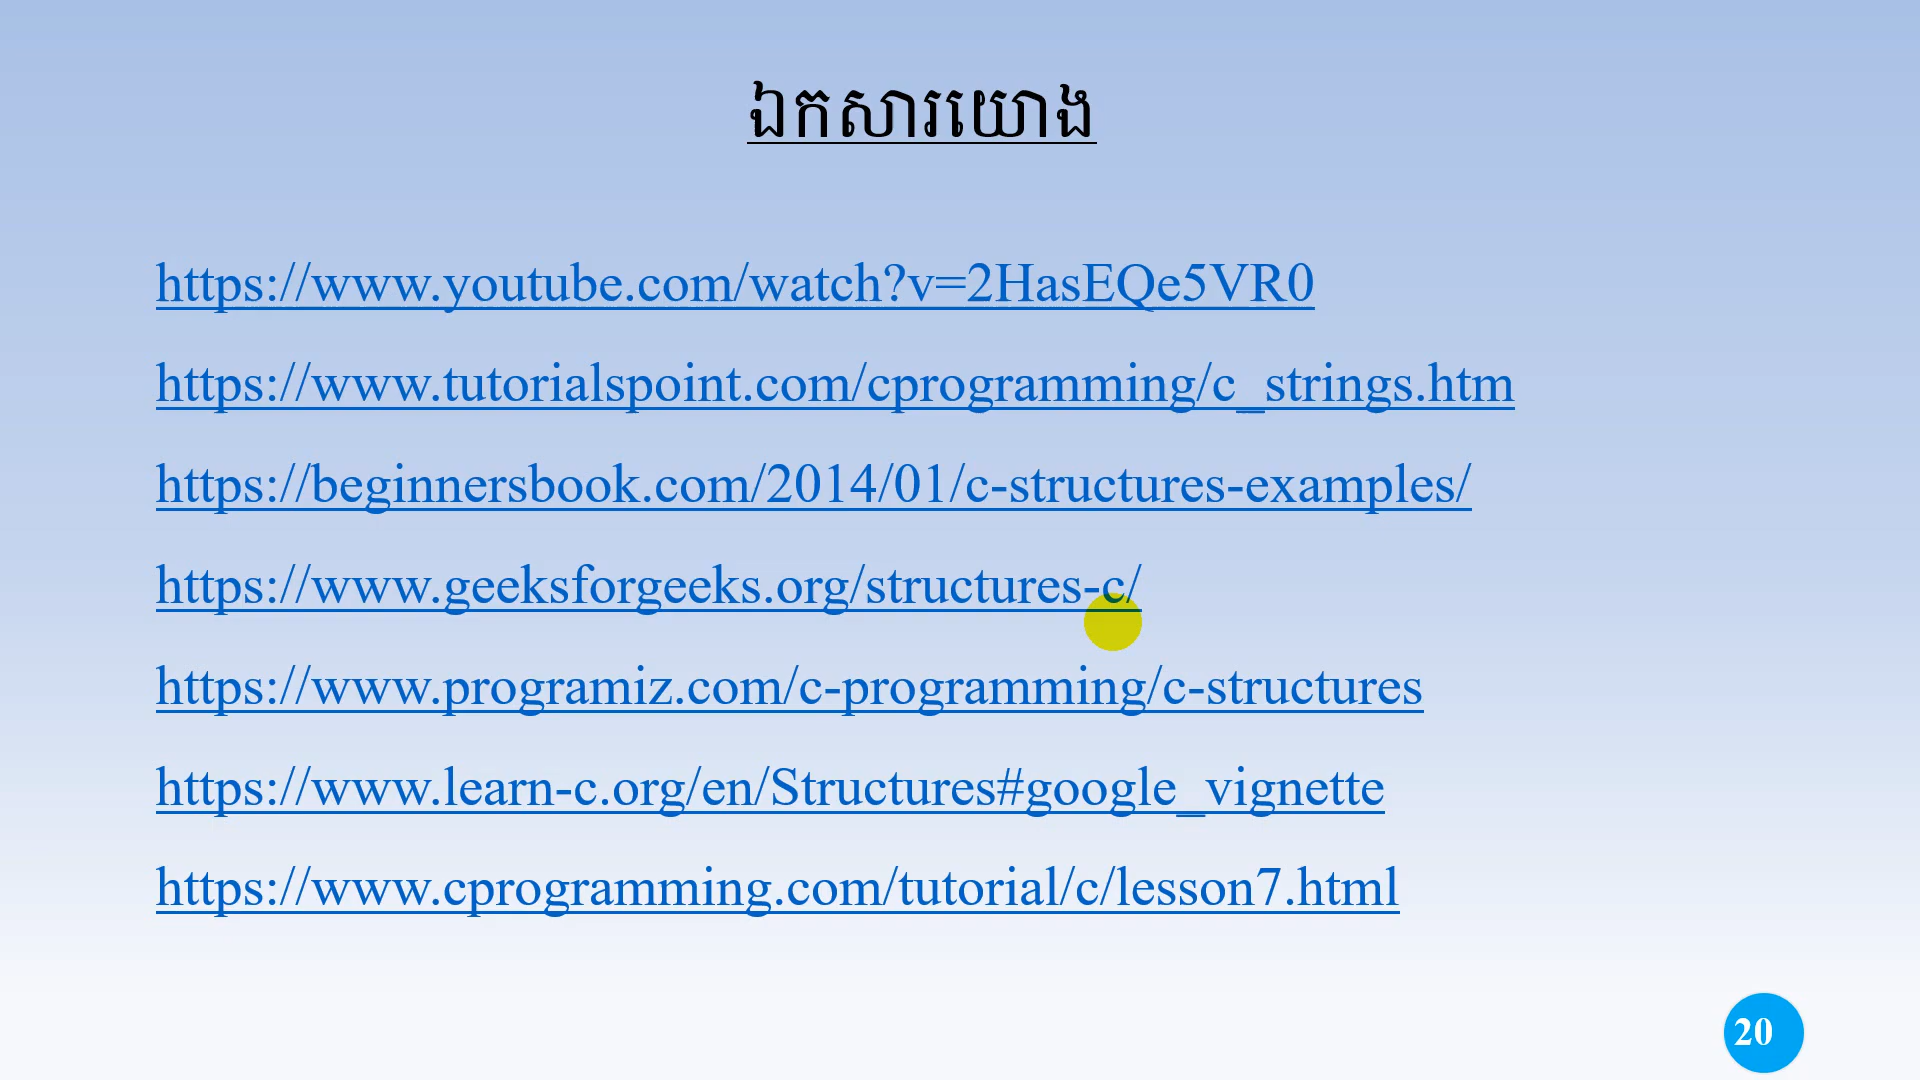 ឯកសារយោង
https://www.youtube.com/watch?v=2HasEQe5VR0
https://www.tutorialspoint.com/cprogramming/c_strings.htm
https://beginnersbook.com/2014/01/c-structures-examples/
https://www.geeksforgeeks.org/structures-c/
https://www.programiz.com/c-programming/c-structures
https://www.learn-c.org/en/Structures#google_vignette
https://www.cprogramming.com/tutorial/c/lesson7.html
20